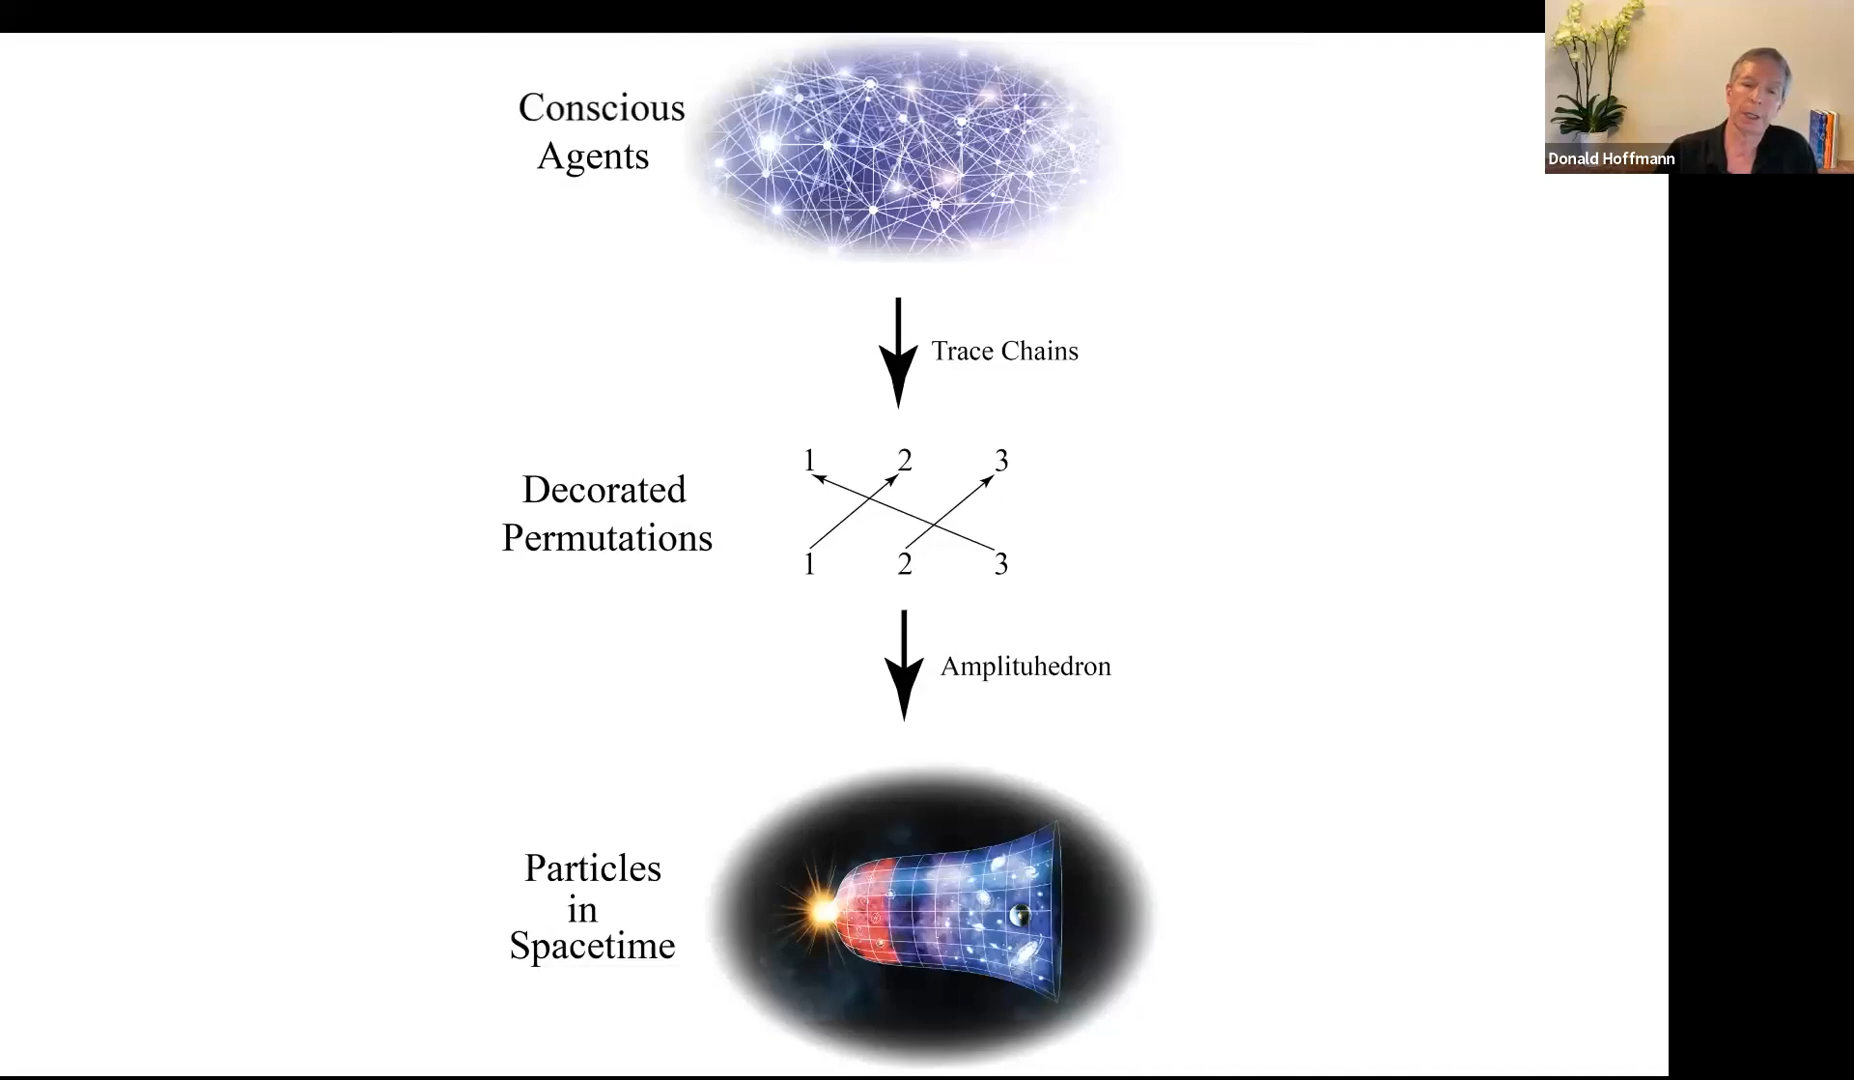 Conscious
Agents
Donald Hoffmann
Trace Chains
1 2 3
Decorated
Permutations
1 2 3
Amplituhedron
Particles
in
Spacetime